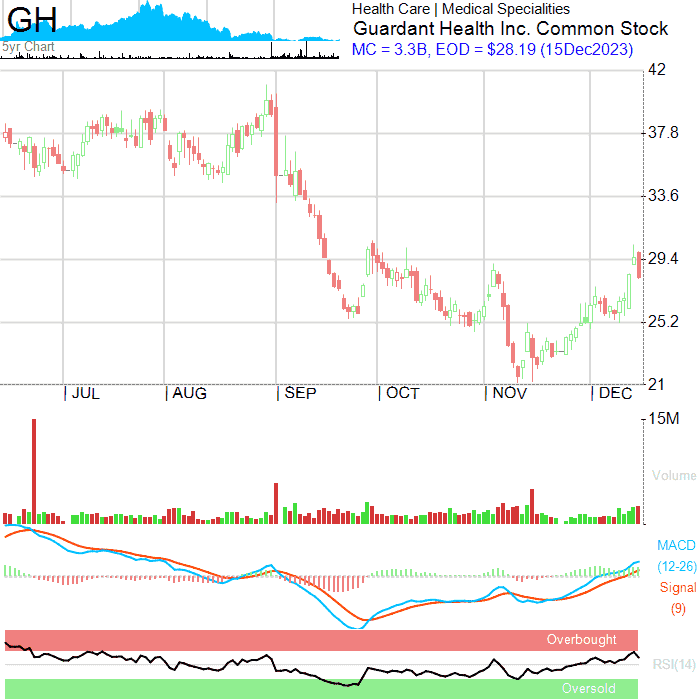 GH
5yr Chart
Health Care | Medical Specialities
Guardant Health Inc. Common Stock
MC = 3.3B, EOD = $28.19 (15Dec2023)
42
37.8
33.6
29.4
25.2
21
JUL AUG SEP OCT NOV DEC
15M
Volume
MACD
(12-26)
Signal
(9)
Overbought
RSI(14)
Oversold